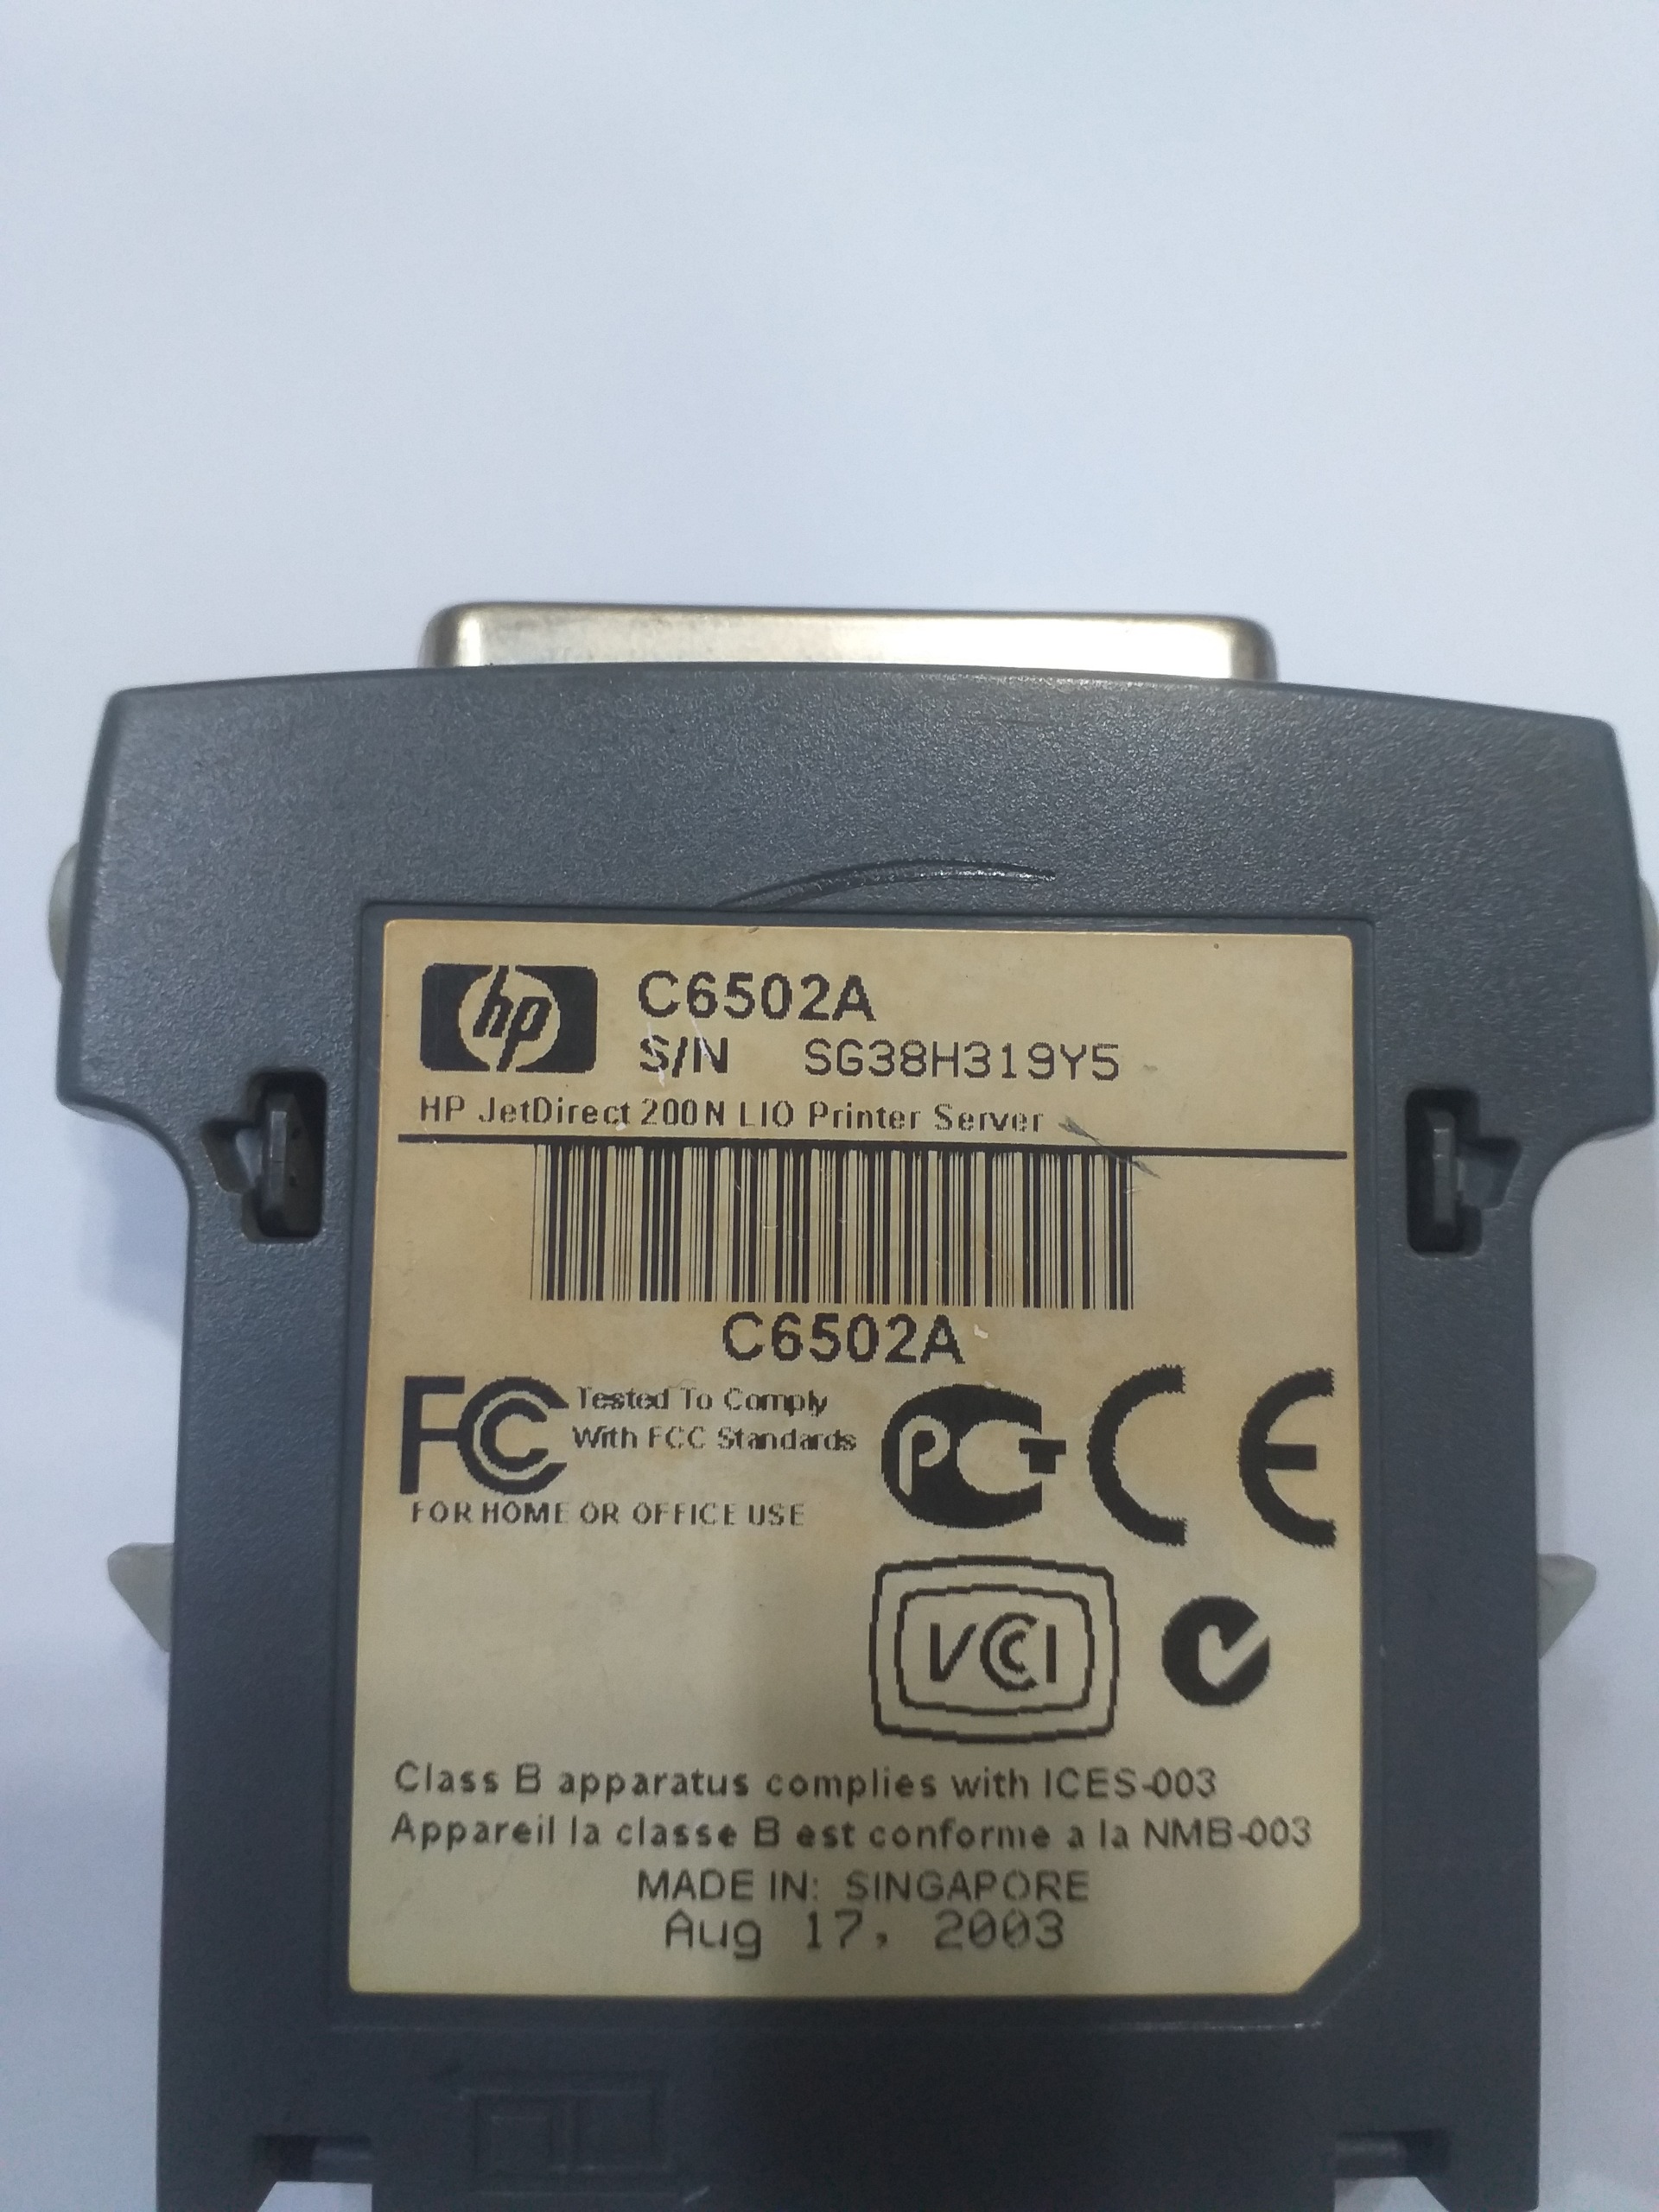 hp C6502A
S/N SG38H319Y5
HP JetDirect 200N LIO Printer Server
C6502A
FC Tested To Comply
With FCC Standards
FOR HOME OR OFFICE USE
PCT CE
VCCI
Class B apparatus complies with ICES-003
Appareil la classe B est conforme a la NMB-003
MADE IN: SINGAPORE
Aug 17, 2003